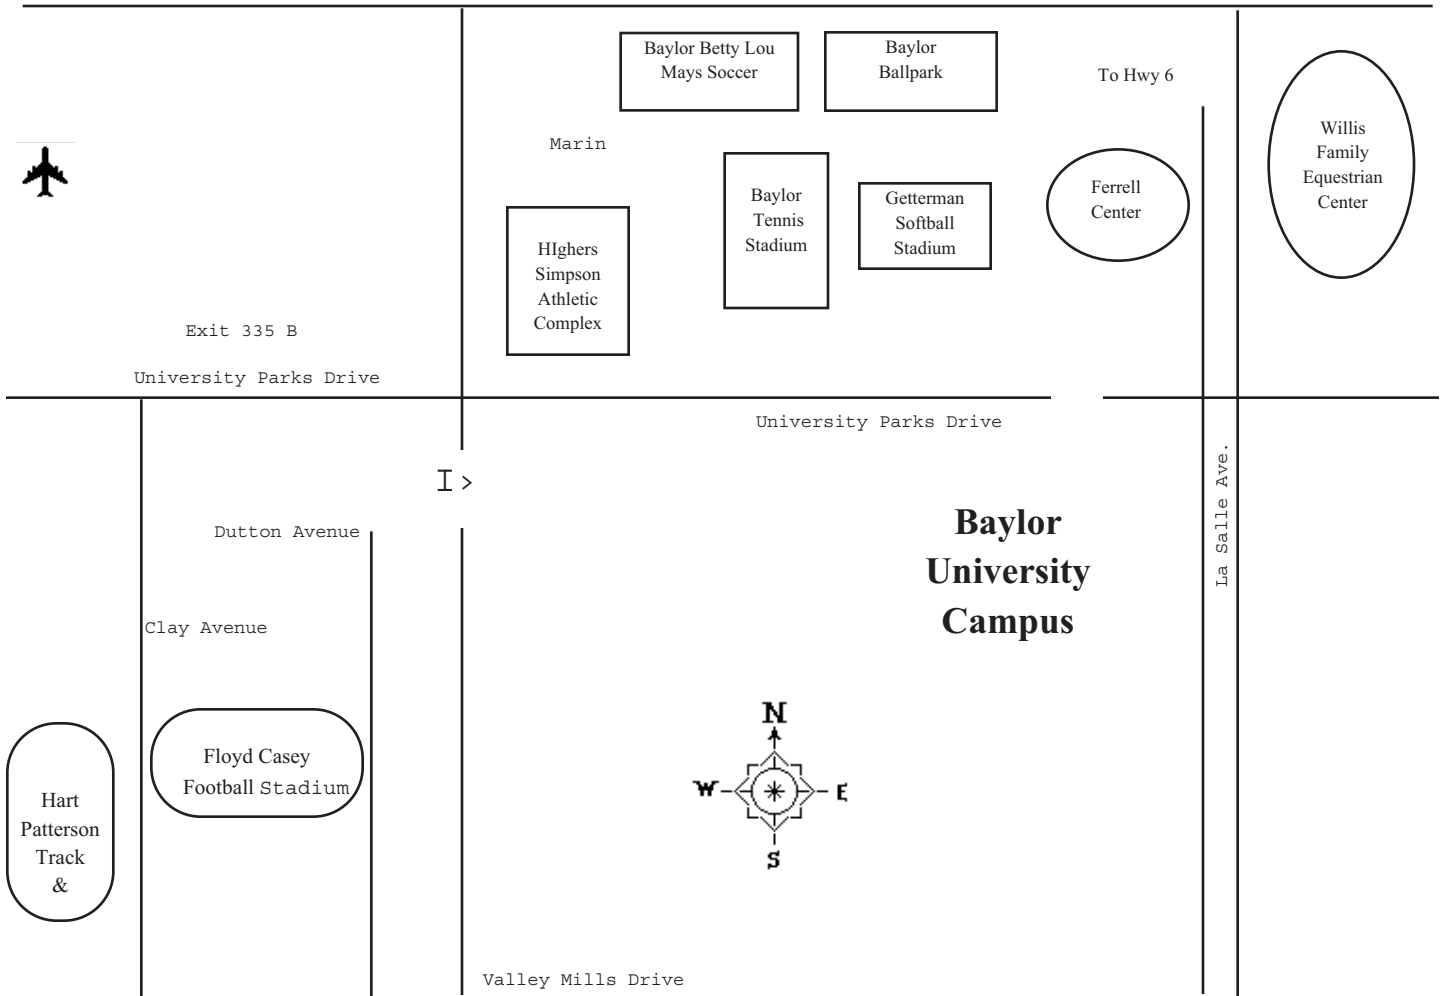 Baylor Betty Lou
Mays Soccer
Baylor
Ballpark
To Hwy 6
Willis
Family
Equestrian
Center
Marin
Baylor
Tennis
Stadium
Getterman
Softball
Stadium
Ferrell
Center
HIghers
Simpson
Athletic
Complex
Exit 335 B
University Parks Drive
University Parks Drive
I >
La Salle Ave.
Dutton Avenue
Baylor
University
Campus
Clay Avenue
Floyd Casey
Football Stadium
Hart
Patterson
Track
&
N
W
E
S
Valley Mills Drive